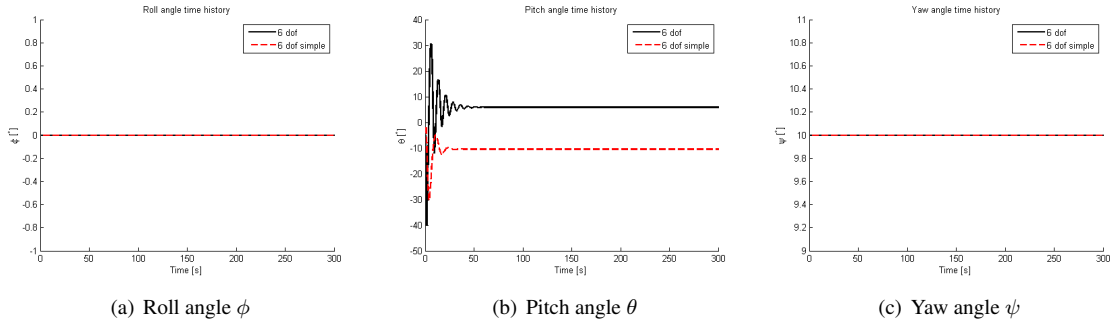 Roll angle time history
6 dof
6 dof simple
1
0.8
0.6
0.4
0.2
0
-0.2
-0.4
-0.6
-0.8
-1
ϕ [°]
0 50 100 150 200 250 300
Time [s]
(a) Roll angle ϕ
Pitch angle time history
6 dof
6 dof simple
40
30
20
10
0
-10
-20
-30
-40
-50
θ [°]
0 50 100 150 200 250 300
Time [s]
(b) Pitch angle θ
Yaw angle time history
6 dof
6 dof simple
11
10.8
10.6
10.4
10.2
10
9.8
9.6
9.4
9.2
9
ψ [°]
0 50 100 150 200 250 300
Time [s]
(c) Yaw angle ψ